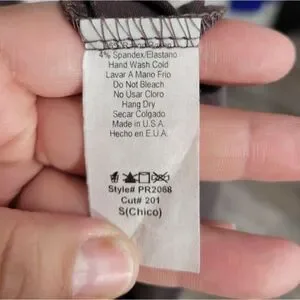 4% Spandex/Elastano
Hand Wash Cold
Lavar A Mano Frio
Do Not Bleach
No Usar Cloro
Hang Dry
Secar Colgado
Made in U.S.A.
Hecho en E.U.A.
Style# PR2068
Cut# 201
S(Chico)